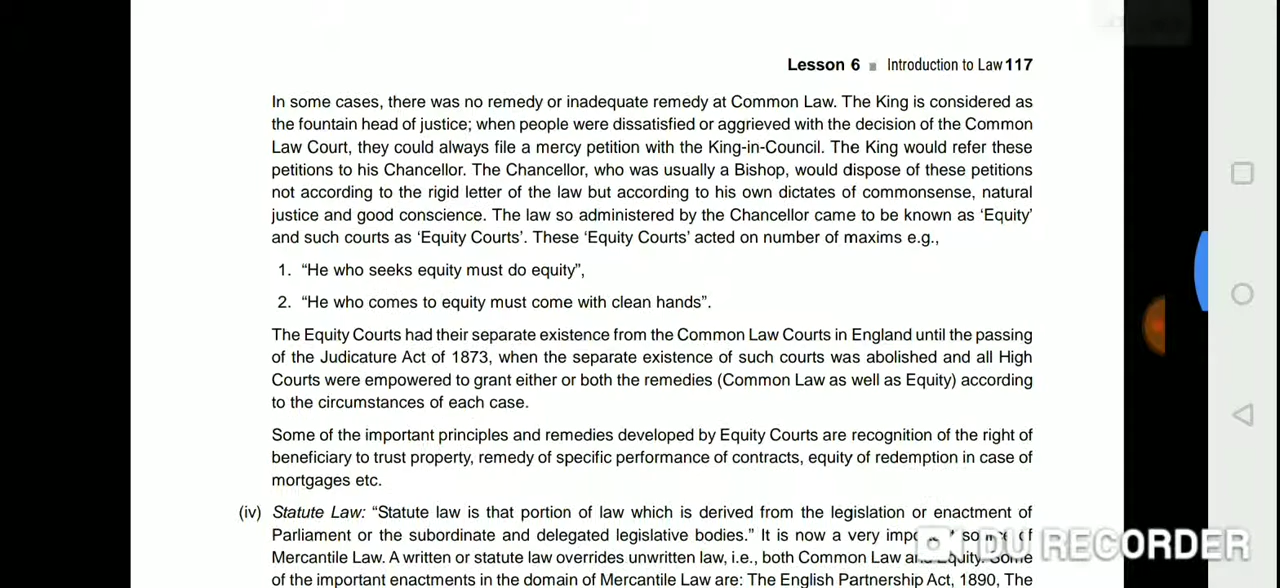 Lesson 6 ■ Introduction to Law 117
In some cases, there was no remedy or inadequate remedy at Common Law. The King is considered as
the fountain head of justice; when people were dissatisfied or aggrieved with the decision of the Common
Law Court, they could always file a mercy petition with the King-in-Council. The King would refer these
petitions to his Chancellor. The Chancellor, who was usually a Bishop, would dispose of these petitions
not according to the rigid letter of the law but according to his own dictates of commonsense, natural
justice and good conscience. The law so administered by the Chancellor came to be known as ‘Equity’
and such courts as ‘Equity Courts’. These ‘Equity Courts’ acted on number of maxims e.g.,
1. “He who seeks equity must do equity”,
2. “He who comes to equity must come with clean hands”.
The Equity Courts had their separate existence from the Common Law Courts in England until the passing
of the Judicature Act of 1873, when the separate existence of such courts was abolished and all High
Courts were empowered to grant either or both the remedies (Common Law as well as Equity) according
to the circumstances of each case.
Some of the important principles and remedies developed by Equity Courts are recognition of the right of
beneficiary to trust property, remedy of specific performance of contracts, equity of redemption in case of
mortgages etc.
(iv) Statute Law: “Statute law is that portion of law which is derived from the legislation or enactment of
Parliament or the subordinate and delegated legislative bodies.” It is now a very
Mercantile Law. A written or statute law overrides unwritten law, i.e., both Common Law and Equity. Some
of the important enactments in the domain of Mercantile Law are: The English Partnership Act, 1890, The
DU RECORDER